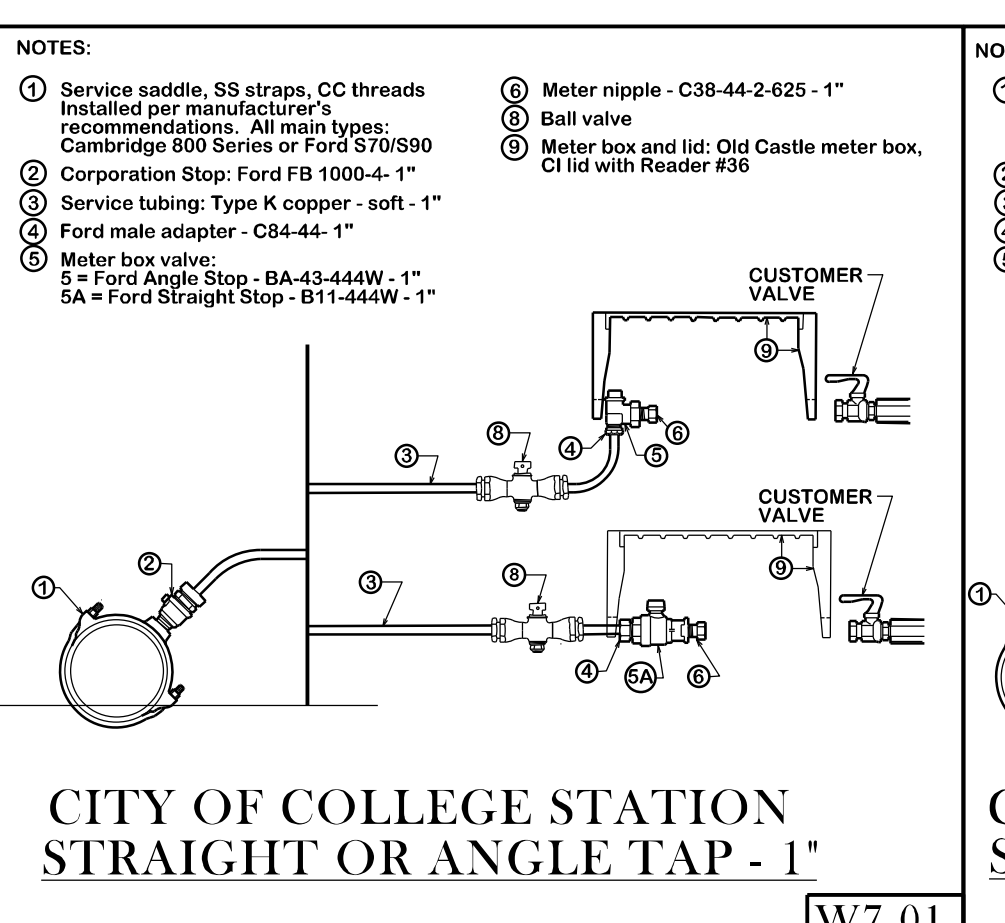 NOTES:
1 Service saddle, SS straps, CC threads
Installed per manufacturer's
recommendations. All main types:
Cambridge 800 Series or Ford S70/S90
2 Corporation Stop: Ford FB 1000-4- 1"
3 Service tubing: Type K copper - soft - 1"
4 Ford male adapter - C84-44- 1"
5 Meter box valve:
5 = Ford Angle Stop - BA-43-444W - 1"
5A = Ford Straight Stop - B11-444W - 1"
6 Meter nipple - C38-44-2-625 - 1"
8 Ball valve
9 Meter box and lid: Old Castle meter box,
CI lid with Reader #36
CUSTOMER
VALVE
9
8
4
6
5
3
CUSTOMER
VALVE
9
2
1
3
8
4
5A
6
CITY OF COLLEGE STATION
STRAIGHT OR ANGLE TAP - 1"
W7-01
NO
1